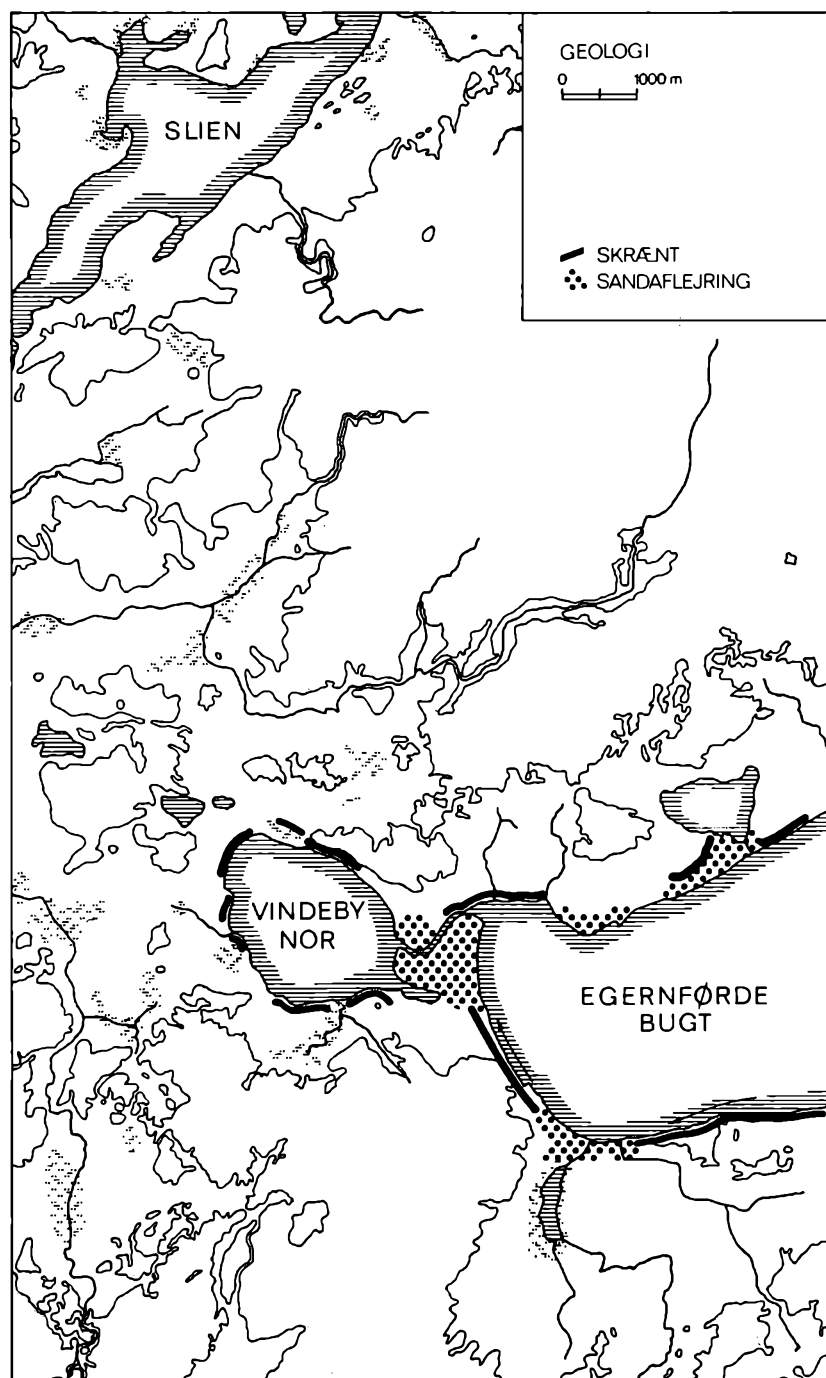 GEOLOGI
0 1000 m
SKRÆNT
SANDAFLEJRING
SLIEN
VINDEBY
NOR
EGERNFØRDE
BUGT